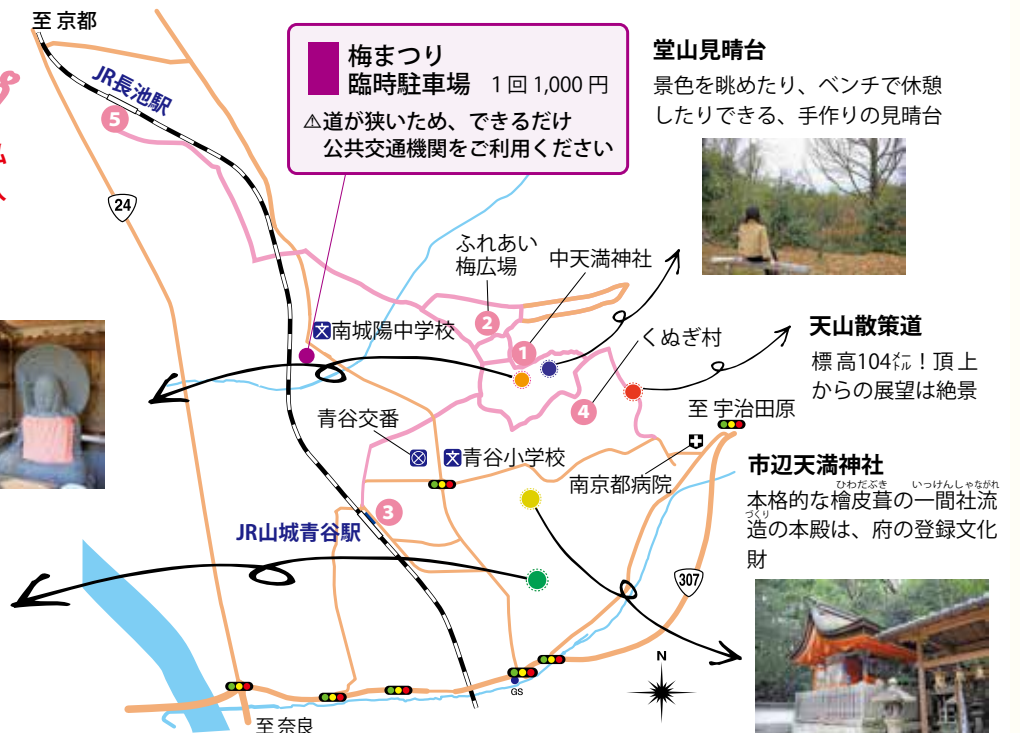 至 京都
JR長池駅
5
24
梅まつり
臨時駐車場 1回 1,000 円
⚠道が狭いため、できるだけ
公共交通機関をご利用ください
堂山見晴台
景色を眺めたり、ベンチで休憩
したりできる、手作りの見晴台
ふれあい
梅広場
中天満神社
2
1
文南城陽中学校
くぬぎ村
4
天山散策道
標高104㍍！頂上
からの展望は絶景
至 宇治田原
青谷交番
文青谷小学校
南京都病院
市辺天満神社
ひわだぶき いっけんしゃながれ
本格的な檜皮葺の一間社流
づくり
造の本殿は、府の登録文化
財
3
JR山城青谷駅
307
N
GS
至 奈良